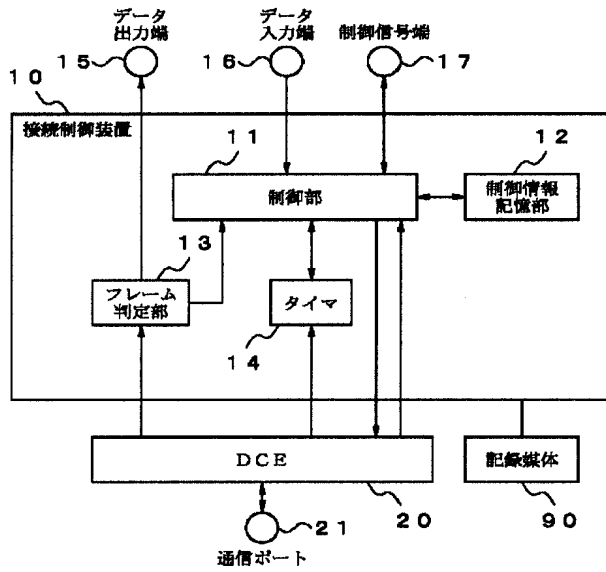 データ
出力端
データ
入力端
制御信号端
15
16
17
10
接続制御装置
11
12
制御部
制御情報
記憶部
13
フレーム
判定部
タイマ
14
DCE
記録媒体
20
90
21
通信ポート